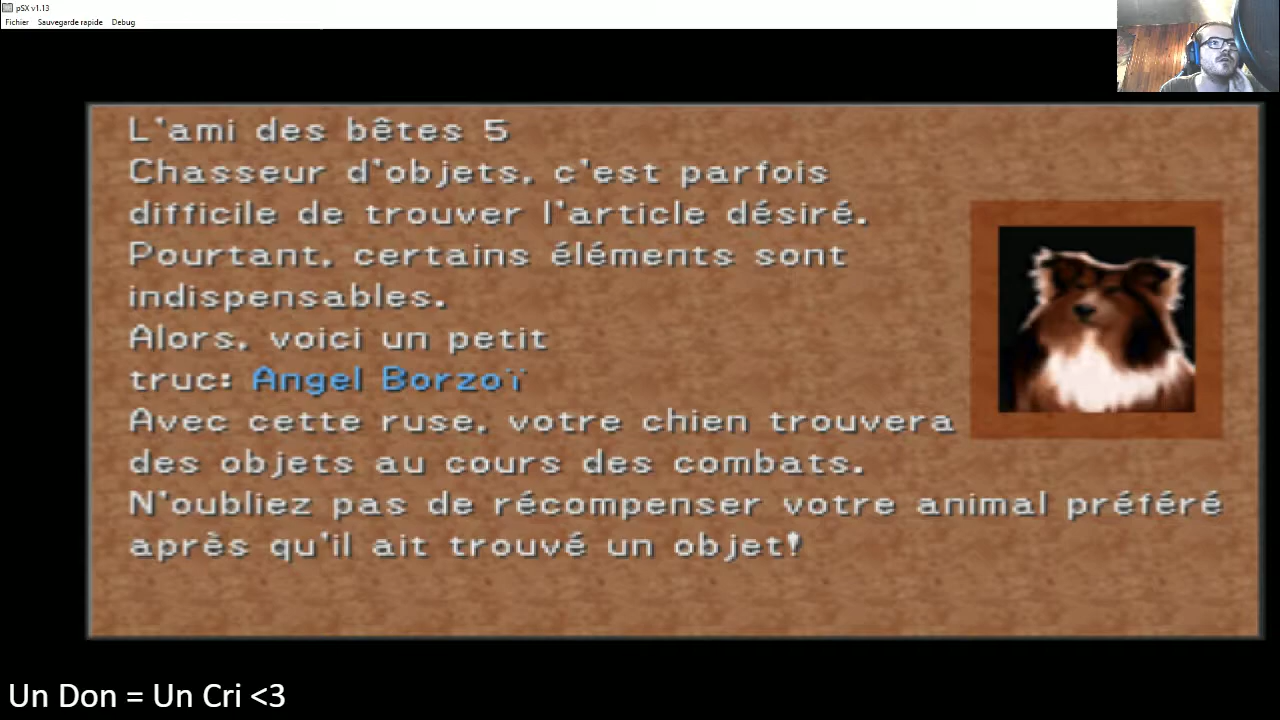 pSX v1.13
Fichier Sauvegarde rapide Debug
L'ami des bêtes 5
Chasseur d'objets, c'est parfois
difficile de trouver l'article désiré.
Pourtant, certains éléments sont
indispensables.
Alors, voici un petit
truc: Angel Borzoï
Avec cette ruse, votre chien trouvera
des objets au cours des combats.
N'oubliez pas de récompenser votre animal préféré
après qu'il ait trouvé un objet!
Un Don = Un Cri <3